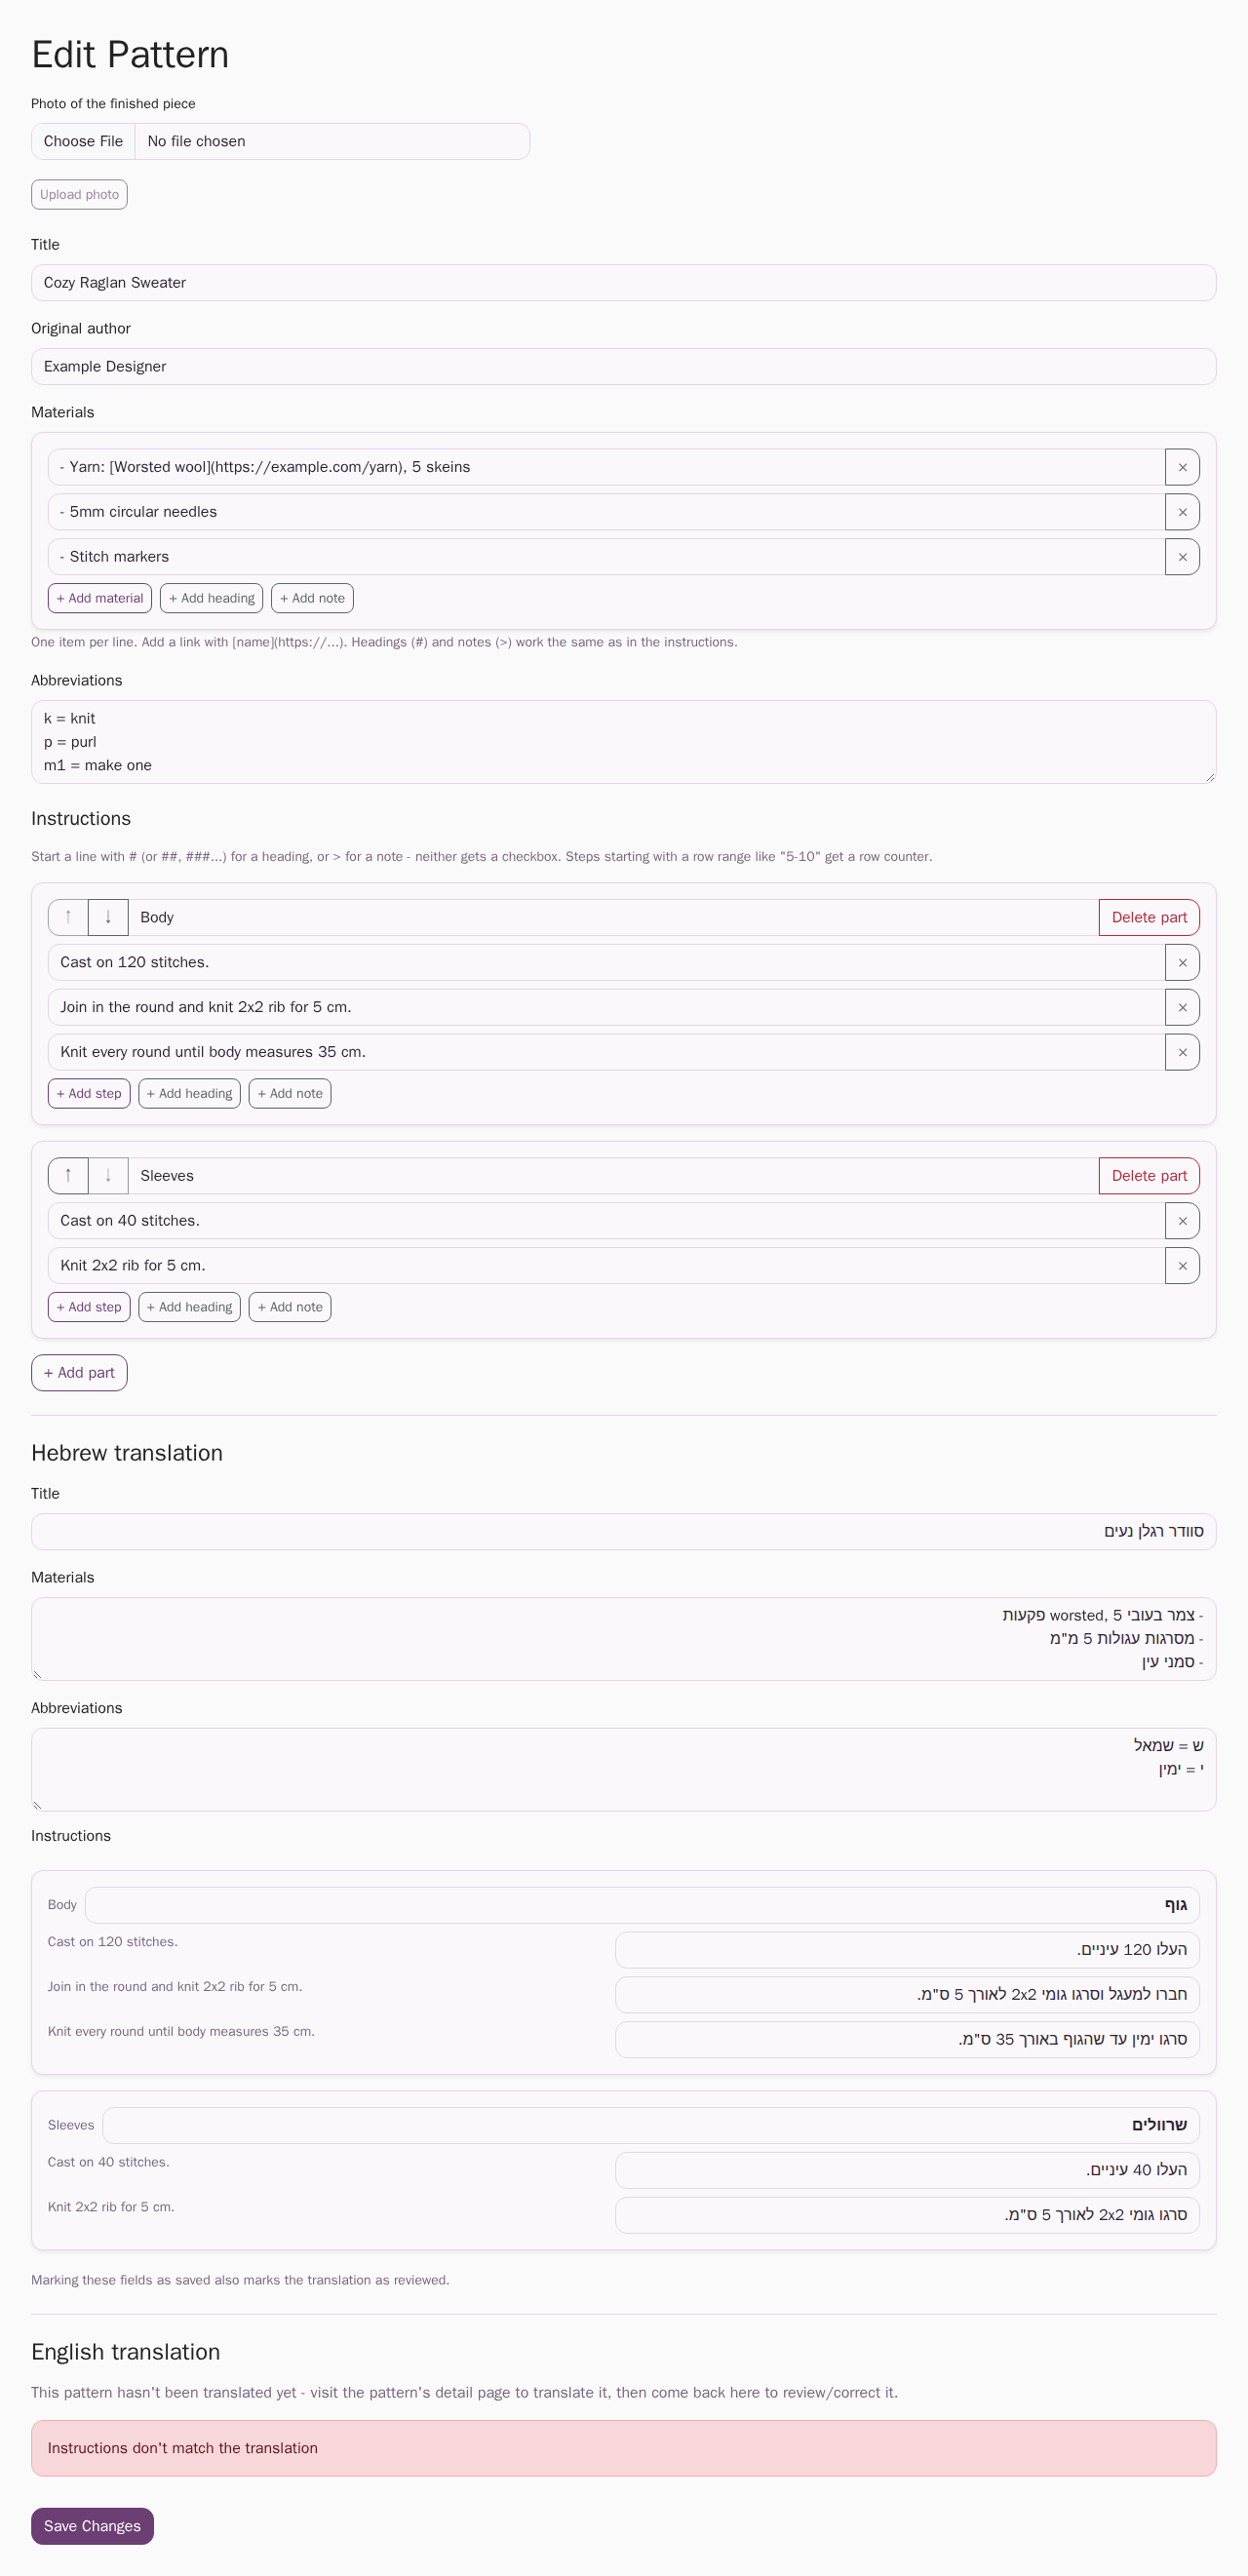 Edit Pattern
Photo of the finished piece
Choose File No file chosen
Upload photo
Title
Cozy Raglan Sweater
Original author
Example Designer
Materials
- Yarn: [Worsted wool](https://example.com/yarn), 5 skeins ×
- 5mm circular needles ×
- Stitch markers ×
+ Add material + Add heading + Add note
One item per line. Add a link with [name](https://...). Headings (#) and notes (>) work the same as in the instructions.
Abbreviations
k = knit
p = purl
m1 = make one
Instructions
Start a line with # (or ##, ###...) for a heading, or > for a note - neither gets a checkbox. Steps starting with a row range like "5-10" get a row counter.
↑ ↓ Body Delete part
Cast on 120 stitches. ×
Join in the round and knit 2x2 rib for 5 cm. ×
Knit every round until body measures 35 cm. ×
+ Add step + Add heading + Add note
↑ ↓ Sleeves Delete part
Cast on 40 stitches. ×
Knit 2x2 rib for 5 cm. ×
+ Add step + Add heading + Add note
+ Add part
Hebrew translation
Title
סוודר רגלן נעים
Materials
- צמר בעובי worsted, 5 פקעות
- מסרגות עגולות 5 מ"מ
- סמני עין
Abbreviations
ש = שמאל
י = ימין
Instructions
Body גוף
Cast on 120 stitches. העלו 120 עיניים.
Join in the round and knit 2x2 rib for 5 cm. חברו למעגל וסרגו גומי 2x2 לאורך 5 ס"מ.
Knit every round until body measures 35 cm. סרגו ימין עד שהגוף באורך 35 ס"מ.
Sleeves שרוולים
Cast on 40 stitches. העלו 40 עיניים.
Knit 2x2 rib for 5 cm. סרגו גומי 2x2 לאורך 5 ס"מ.
Marking these fields as saved also marks the translation as reviewed.
English translation
This pattern hasn't been translated yet - visit the pattern's detail page to translate it, then come back here to review/correct it.
Instructions don't match the translation
Save Changes